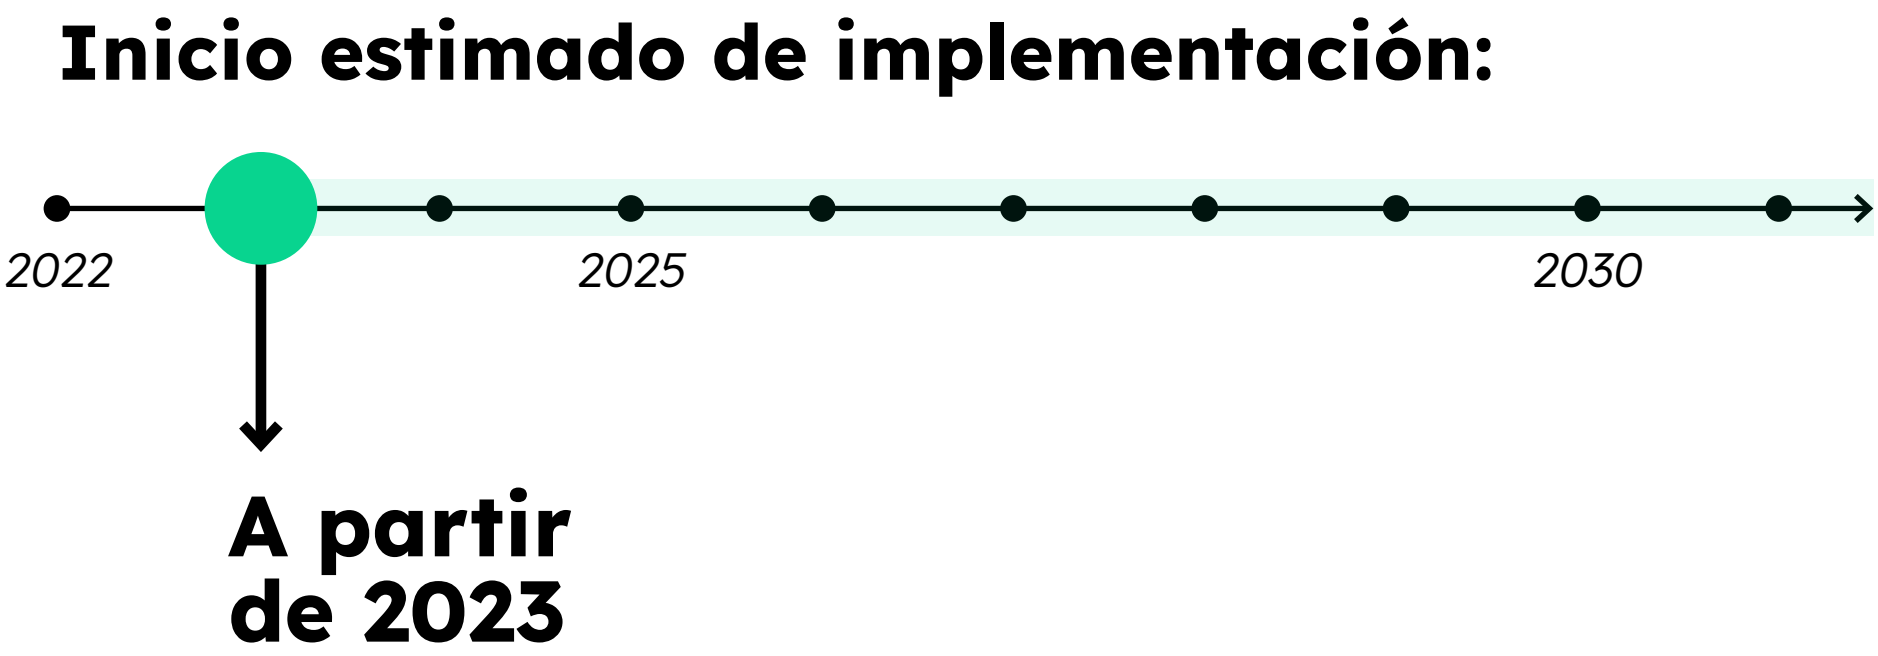 Inicio estimado de implementación:
2022 2025 2030
A partir
de 2023